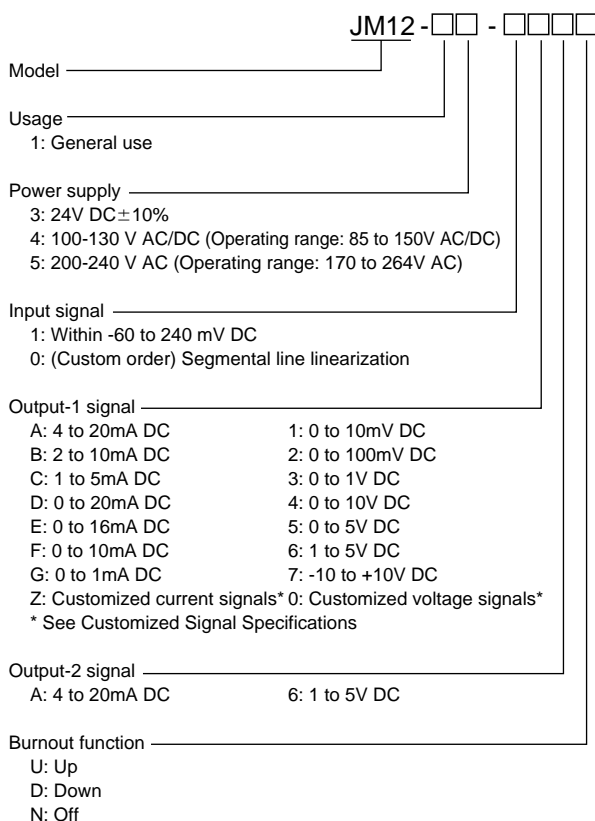 JM12 -□□ - □□□□
Model
Usage
1: General use
Power supply
3: 24V DC±10%
4: 100-130 V AC/DC (Operating range: 85 to 150V AC/DC)
5: 200-240 V AC (Operating range: 170 to 264V AC)
Input signal
1: Within -60 to 240 mV DC
0: (Custom order) Segmental line linearization
Output-1 signal
A: 4 to 20mA DC 1: 0 to 10mV DC
B: 2 to 10mA DC 2: 0 to 100mV DC
C: 1 to 5mA DC 3: 0 to 1V DC
D: 0 to 20mA DC 4: 0 to 10V DC
E: 0 to 16mA DC 5: 0 to 5V DC
F: 0 to 10mA DC 6: 1 to 5V DC
G: 0 to 1mA DC 7: -10 to +10V DC
Z: Customized current signals* 0: Customized voltage signals*
* See Customized Signal Specifications
Output-2 signal
A: 4 to 20mA DC 6: 1 to 5V DC
Burnout function
U: Up
D: Down
N: Off